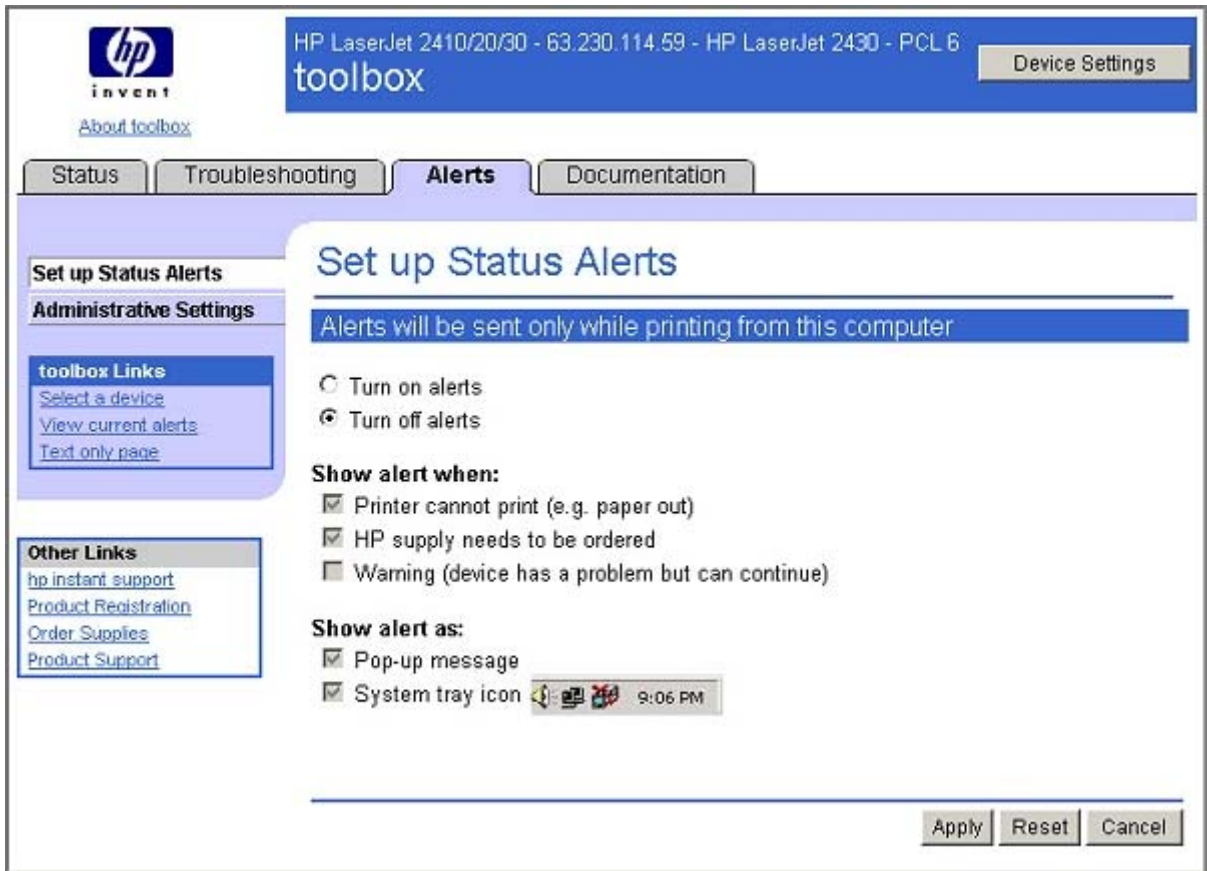 hp
invent
About toolbox
HP LaserJet 2410/20/30 - 63.230.114.59 - HP LaserJet 2430 - PCL 6
toolbox
Device Settings
Status
Troubleshooting
Alerts
Documentation
Set up Status Alerts
Administrative Settings
toolbox Links
Select a device
View current alerts
Text only page
Other Links
hp instant support
Product Registration
Order Supplies
Product Support
Set up Status Alerts
Alerts will be sent only while printing from this computer
Turn on alerts
Turn off alerts
Show alert when:
Printer cannot print (e.g. paper out)
HP supply needs to be ordered
Warning (device has a problem but can continue)
Show alert as:
Pop-up message
System tray icon 9:06 PM
Apply
Reset
Cancel